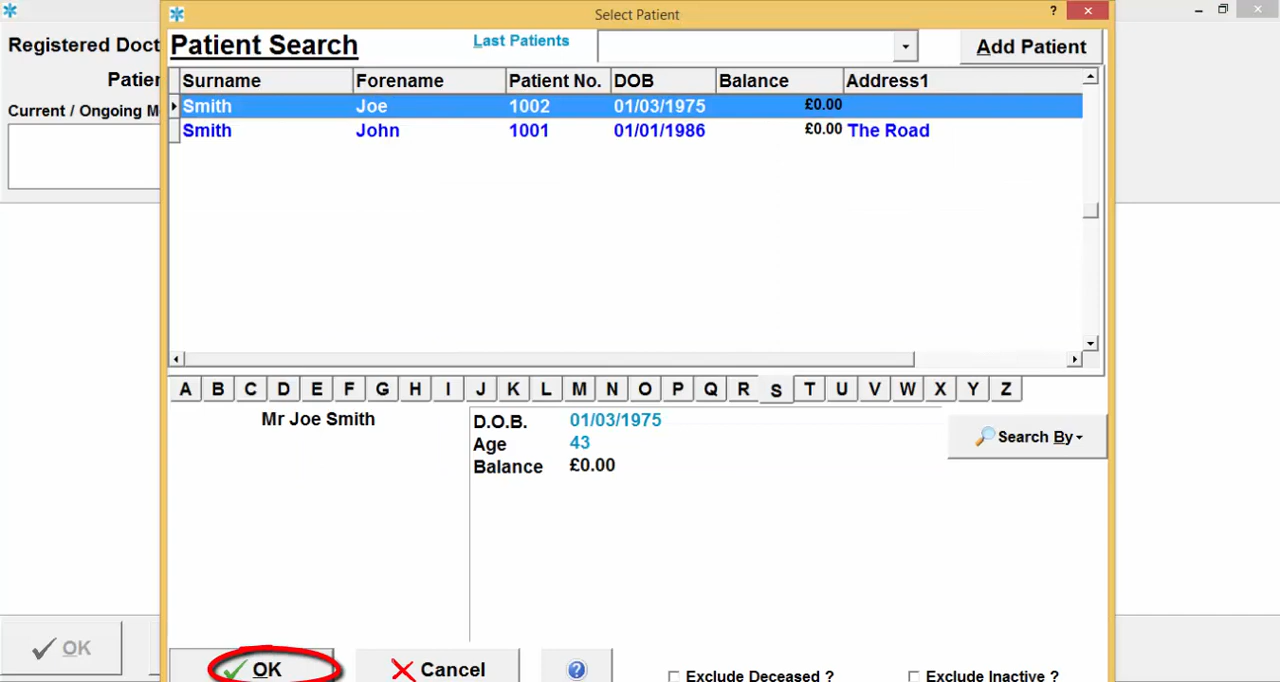 Select Patient
?
Registered Doct
Patier
Current / Ongoing M
Patient Search
Last Patients
Add Patient
Surname Forename Patient No. DOB Balance Address1
Smith Joe 1002 01/03/1975 £0.00
Smith John 1001 01/01/1986 £0.00 The Road
A B C D E F G H I J K L M N O P Q R S T U V W X Y Z
Mr Joe Smith
D.O.B. 01/03/1975
Age 43
Balance £0.00
Search By
OK
OK
Cancel
?
Exclude Deceased ?
Exclude Inactive ?